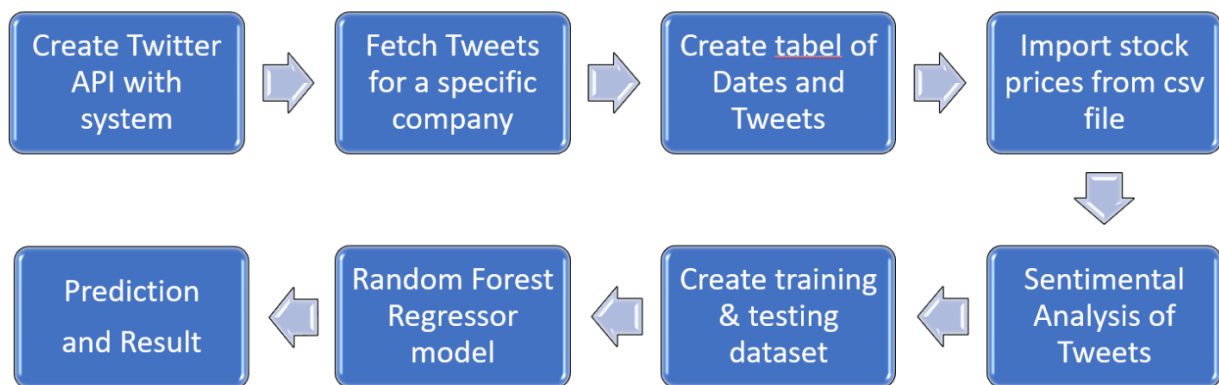 Create Twitter
API with
system
Fetch Tweets
for a specific
company
Create tabel of
Dates and
Tweets
Import stock
prices from csv
file
Sentimental
Analysis of
Tweets
Create training
& testing
dataset
Random Forest
Regressor
model
Prediction
and Result